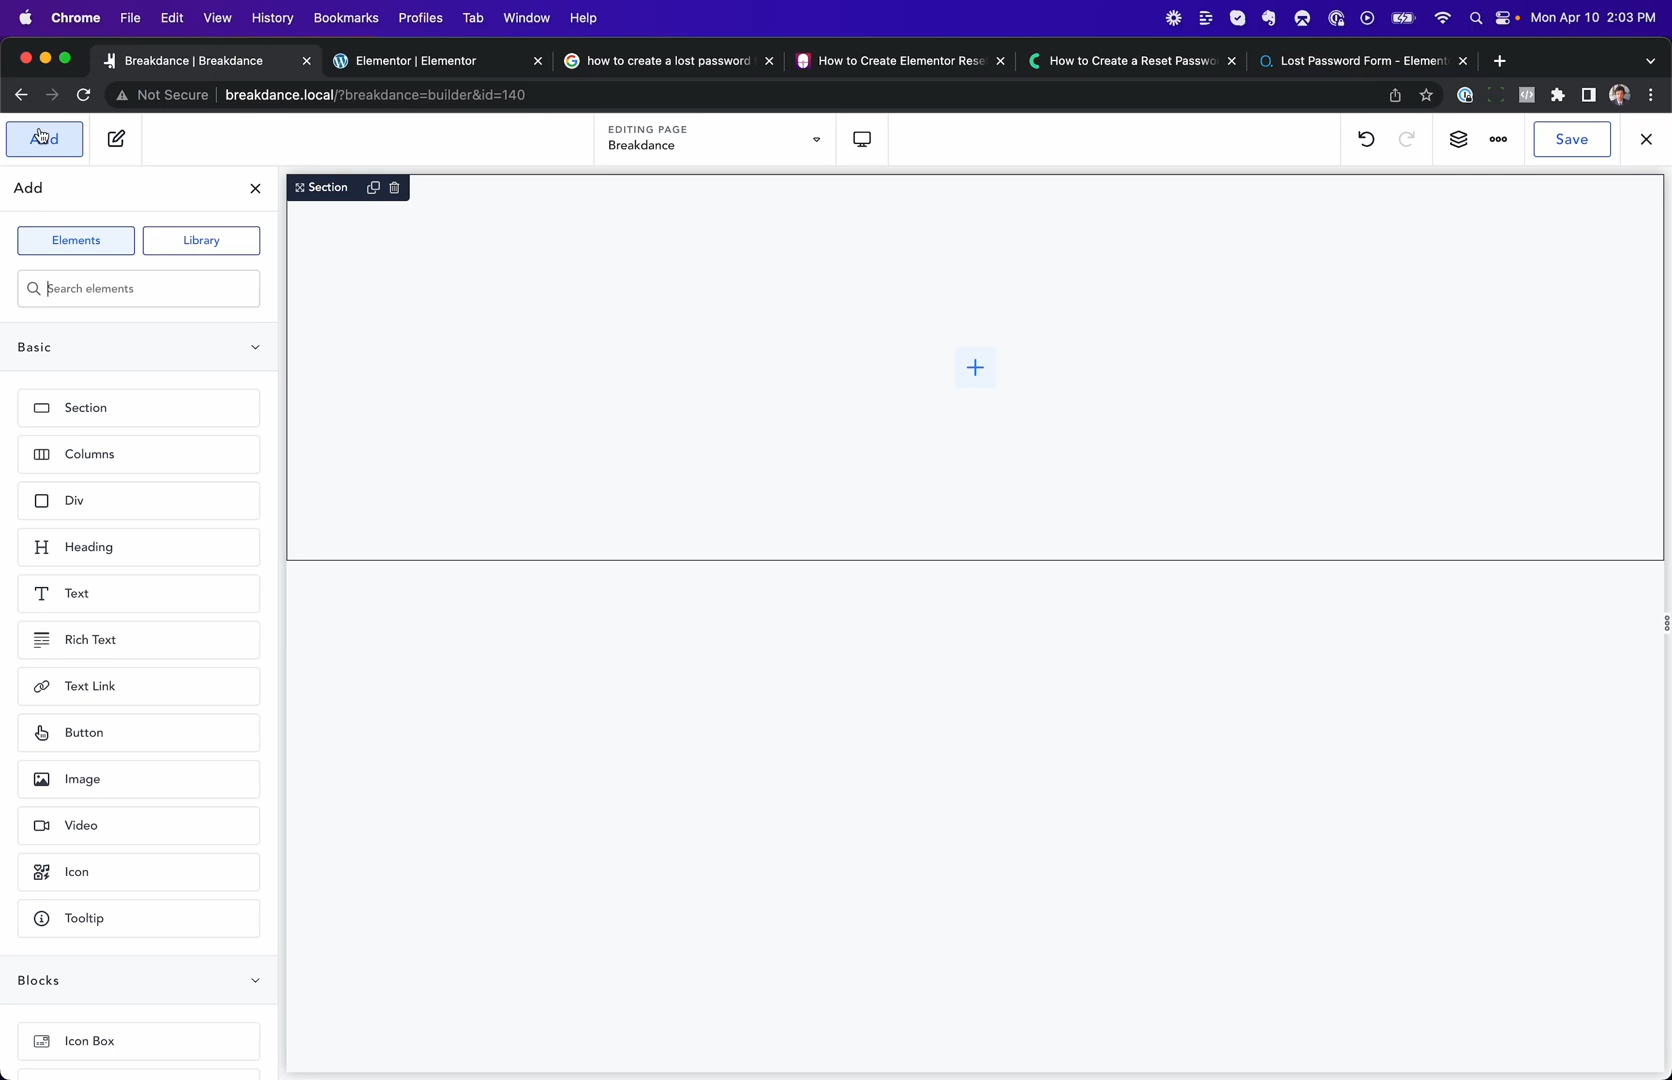 Chrome File Edit View History Bookmarks Profiles Tab Window Help Mon Apr 10 2:03 PM
Breakdance | Breakdance Elementor | Elementor how to create a lost password How to Create Elementor Rese How to Create a Reset Passwo Lost Password Form - Element
Not Secure breakdance.local/?breakdance=builder&id=140
Add EDITING PAGE
Breakdance
Save
Add
Section
Elements Library
Search elements
Basic
Section
Columns
Div
Heading
Text
Rich Text
Text Link
Button
Image
Video
Icon
Tooltip
Blocks
Icon Box